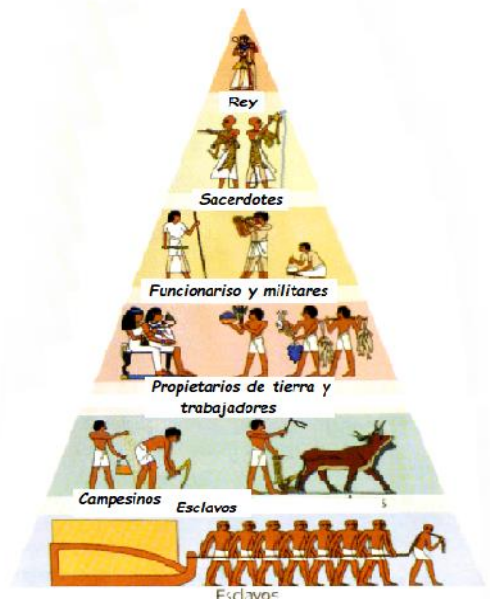 Rey
Sacerdotes
Funcionariso y militares
Propietarios de tierra y
trabajadores
Campesinos
Esclavos
Esclavos